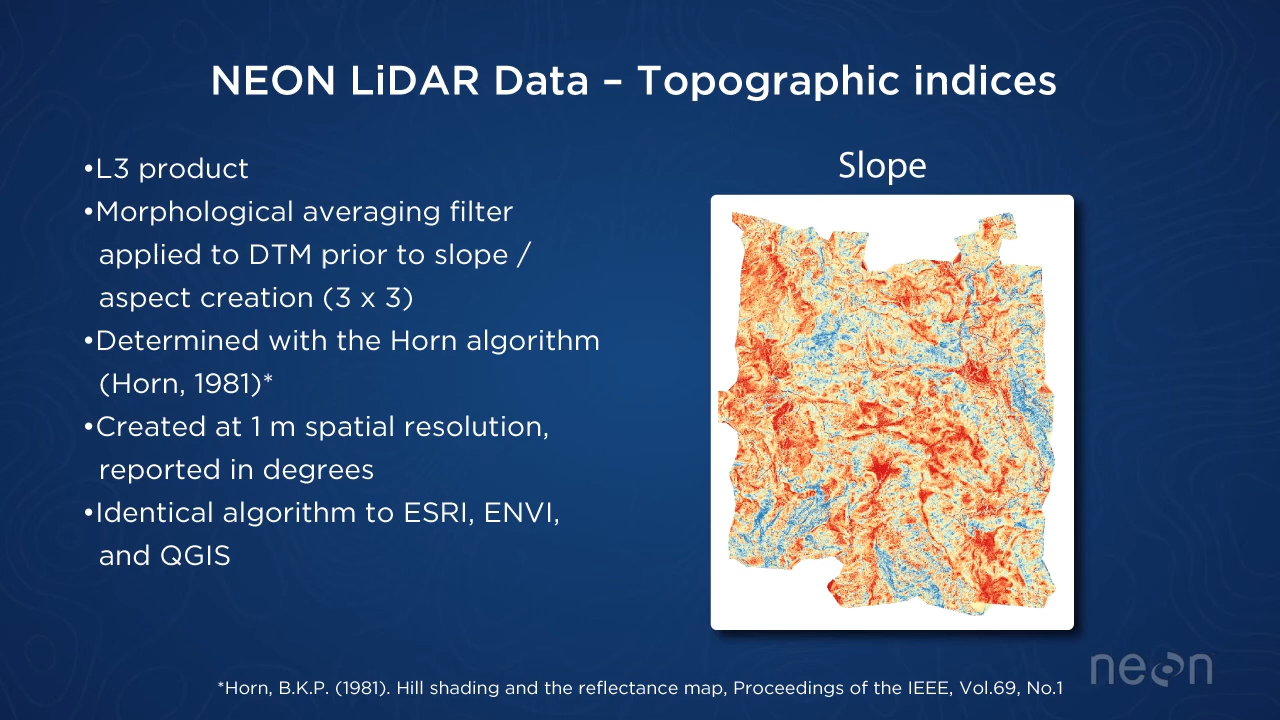 NEON LiDAR Data – Topographic indices
•L3 product
•Morphological averaging filter
applied to DTM prior to slope /
aspect creation (3 x 3)
•Determined with the Horn algorithm
(Horn, 1981)*
•Created at 1 m spatial resolution,
reported in degrees
•Identical algorithm to ESRI, ENVI,
and QGIS
Slope
*Horn, B.K.P. (1981). Hill shading and the reflectance map, Proceedings of the IEEE, Vol.69, No.1
neon